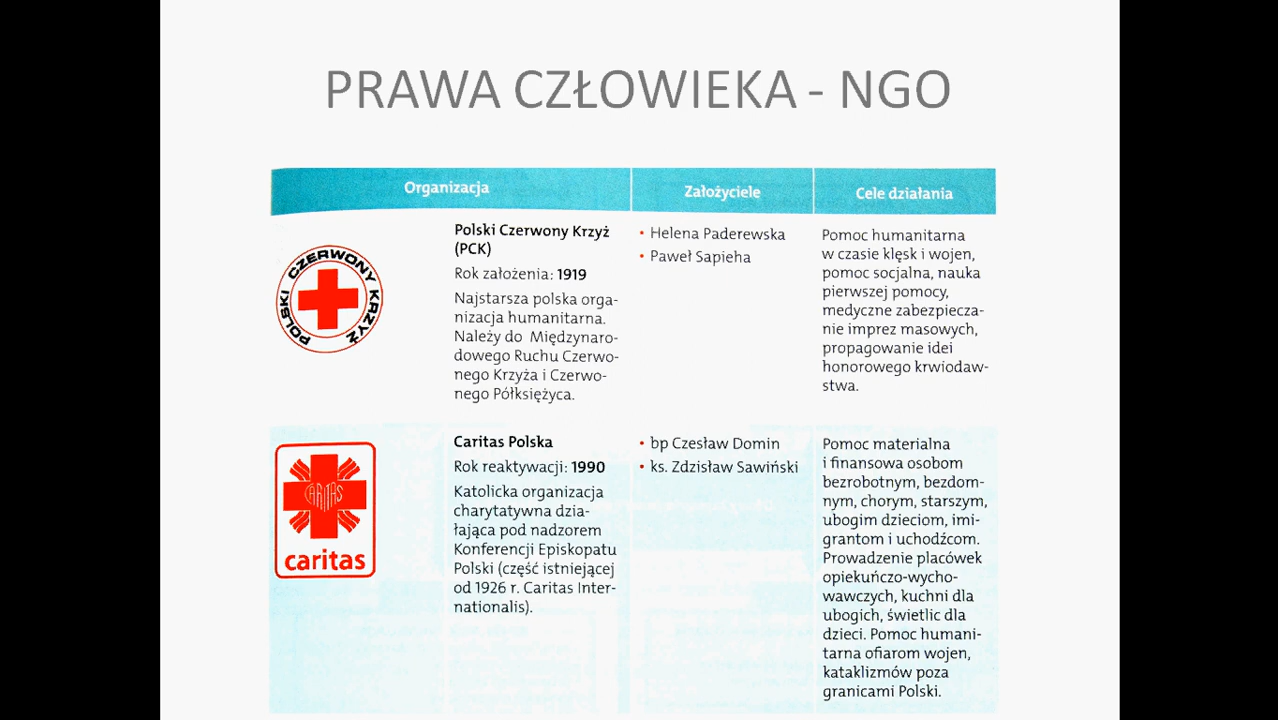 PRAWA CZŁOWIEKA - NGO
Organizacja
Założyciele
Cele działania
POLSKI CZERWONY KRZYŻ
Polski Czerwony Krzyż
(PCK)
Rok założenia: 1919
Najstarsza polska orga-
nizacja humanitarna.
Należy do Międzynaro-
dowego Ruchu Czerwo-
nego Krzyża i Czerwo-
nego Półksiężyca.
• Helena Paderewska
• Paweł Sapieha
Pomoc humanitarna
w czasie klęsk i wojen,
pomoc socjalna, nauka
pierwszej pomocy,
medyczne zabezpiecza-
nie imprez masowych,
propagowanie idei
honorowego krwiodaw-
stwa.
CARITAS
caritas
Caritas Polska
Rok reaktywacji: 1990
Katolicka organizacja
charytatywna dzia-
łająca pod nadzorem
Konferencji Episkopatu
Polski (część istniejącej
od 1926 r. Caritas Inter-
nationalis).
• bp Czesław Domin
• ks. Zdzisław Sawiński
Pomoc materialna
i finansowa osobom
bezrobotnym, bezdom-
nym, chorym, starszym,
ubogim dzieciom, imi-
grantom i uchodźcom.
Prowadzenie placówek
opiekuńczo-wycho-
wawczych, kuchni dla
ubogich, świetlic dla
dzieci. Pomoc humani-
tarna ofiarom wojen,
kataklizmów poza
granicami Polski.